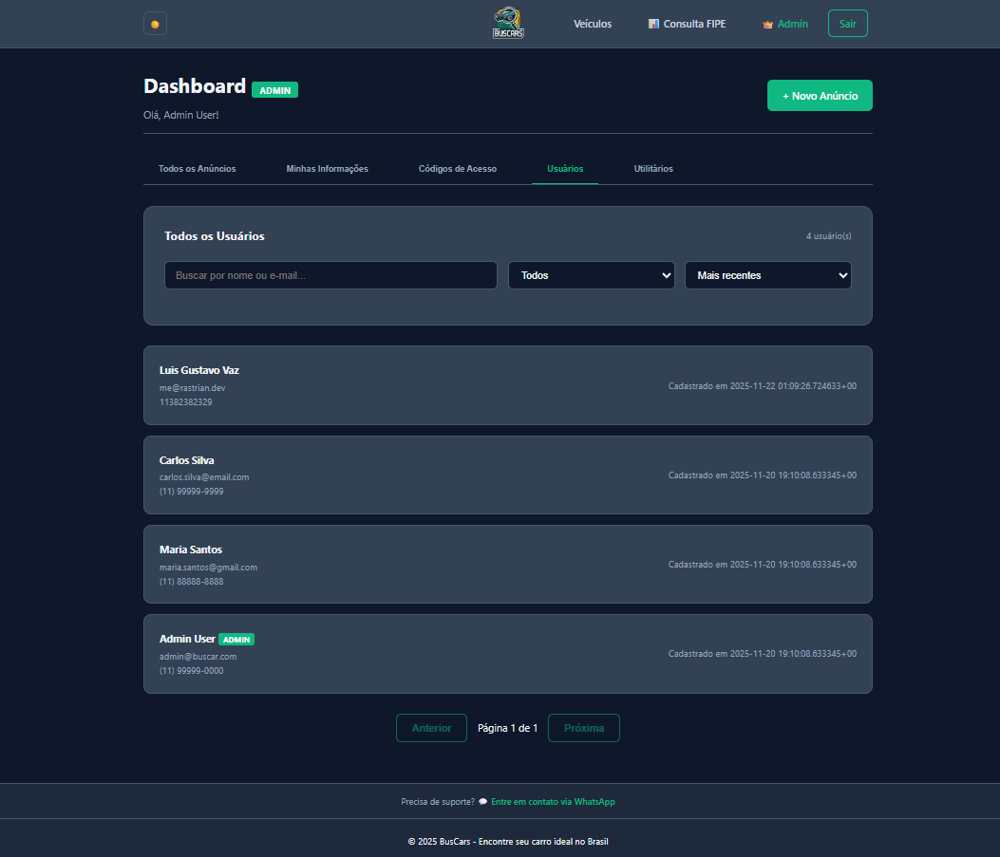 BUSCARS
Veículos
📊 Consulta FIPE
👑 Admin
Sair
Dashboard ADMIN
Olá, Admin User!
+ Novo Anúncio
Todos os Anúncios
Minhas Informações
Códigos de Acesso
Usuários
Utilitários
Todos os Usuários
4 usuário(s)
Buscar por nome ou e-mail...
Todos
Mais recentes
Luis Gustavo Vaz
me@rastrian.dev
11382382329
Cadastrado em 2025-11-22 01:09:26.724633+00
Carlos Silva
carlos.silva@email.com
(11) 99999-9999
Cadastrado em 2025-11-20 19:10:08.633345+00
Maria Santos
maria.santos@gmail.com
(11) 88888-8888
Cadastrado em 2025-11-20 19:10:08.633345+00
Admin User ADMIN
admin@buscar.com
(11) 99999-0000
Cadastrado em 2025-11-20 19:10:08.633345+00
Anterior
Página 1 de 1
Próxima
Precisa de suporte? 💬 Entre em contato via WhatsApp
© 2025 BusCars - Encontre seu carro ideal no Brasil